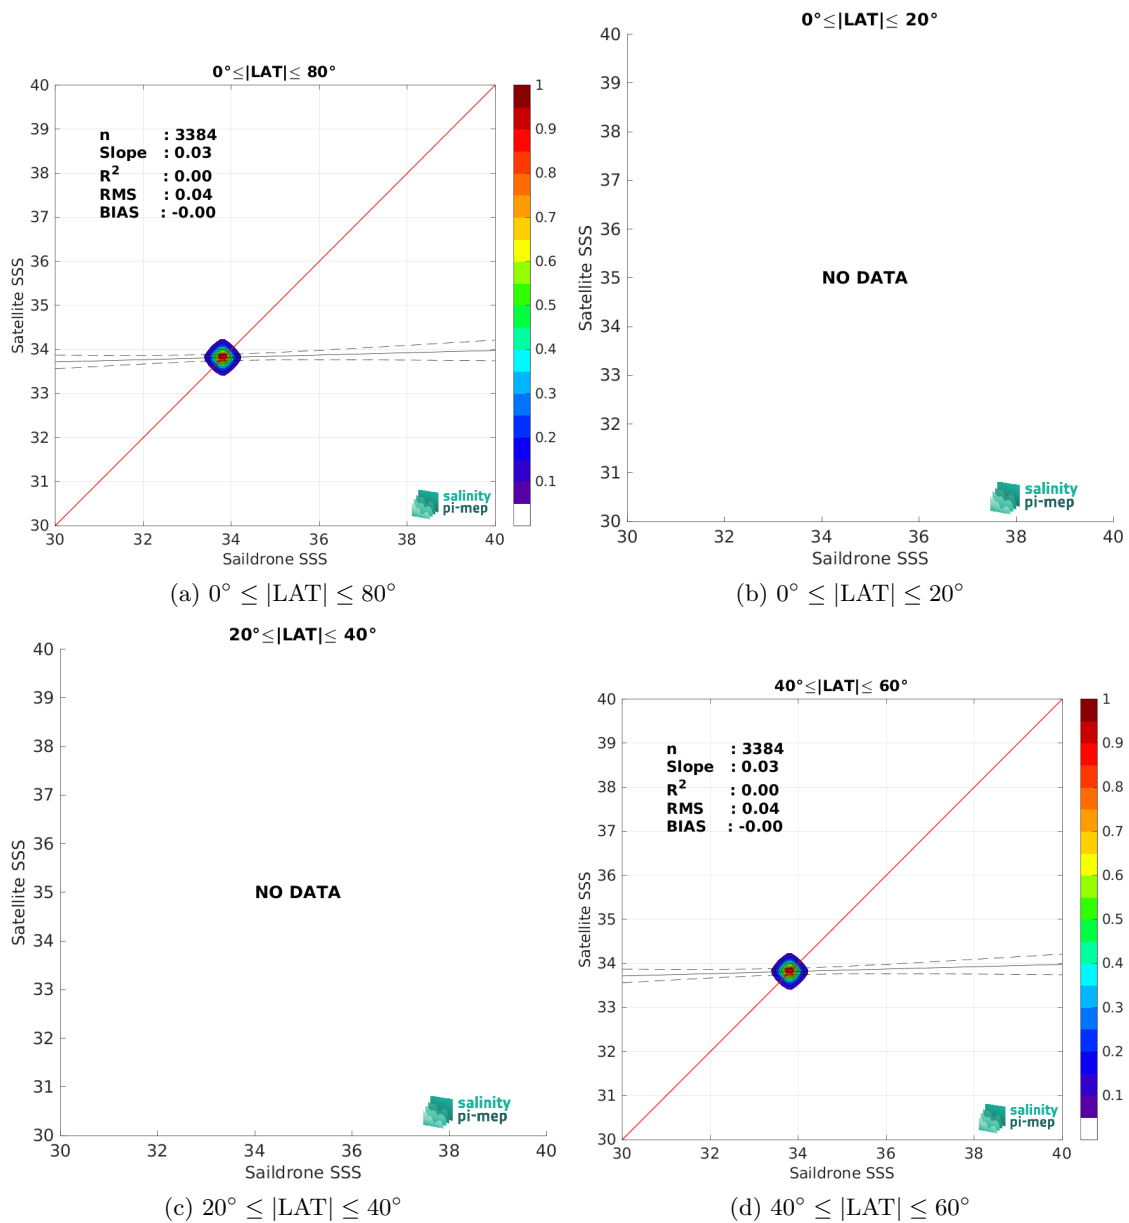 0°≤|LAT|≤ 80°
40
39
38
37
36
35
34
33
32
31
30
Satellite SSS
n : 3384
Slope : 0.03
R² : 0.00
RMS : 0.04
BIAS : -0.00
salinity
pi-mep
30 32 34 36 38 40
Saildrone SSS
1
0.9
0.8
0.7
0.6
0.5
0.4
0.3
0.2
0.1
(a) 0° ≤ |LAT| ≤ 80°
0°≤|LAT|≤ 20°
40
39
38
37
36
35
34
33
32
31
30
Satellite SSS
NO DATA
salinity
pi-mep
30 32 34 36 38 40
Saildrone SSS
(b) 0° ≤ |LAT| ≤ 20°
20°≤|LAT|≤ 40°
40
39
38
37
36
35
34
33
32
31
30
Satellite SSS
NO DATA
salinity
pi-mep
30 32 34 36 38 40
Saildrone SSS
(c) 20° ≤ |LAT| ≤ 40°
40°≤|LAT|≤ 60°
40
39
38
37
36
35
34
33
32
31
30
Satellite SSS
n : 3384
Slope : 0.03
R² : 0.00
RMS : 0.04
BIAS : -0.00
salinity
pi-mep
30 32 34 36 38 40
Saildrone SSS
1
0.9
0.8
0.7
0.6
0.5
0.4
0.3
0.2
0.1
(d) 40° ≤ |LAT| ≤ 60°